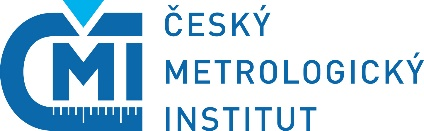 ČMI
ČESKÝ
METROLOGICKÝ
INSTITUT